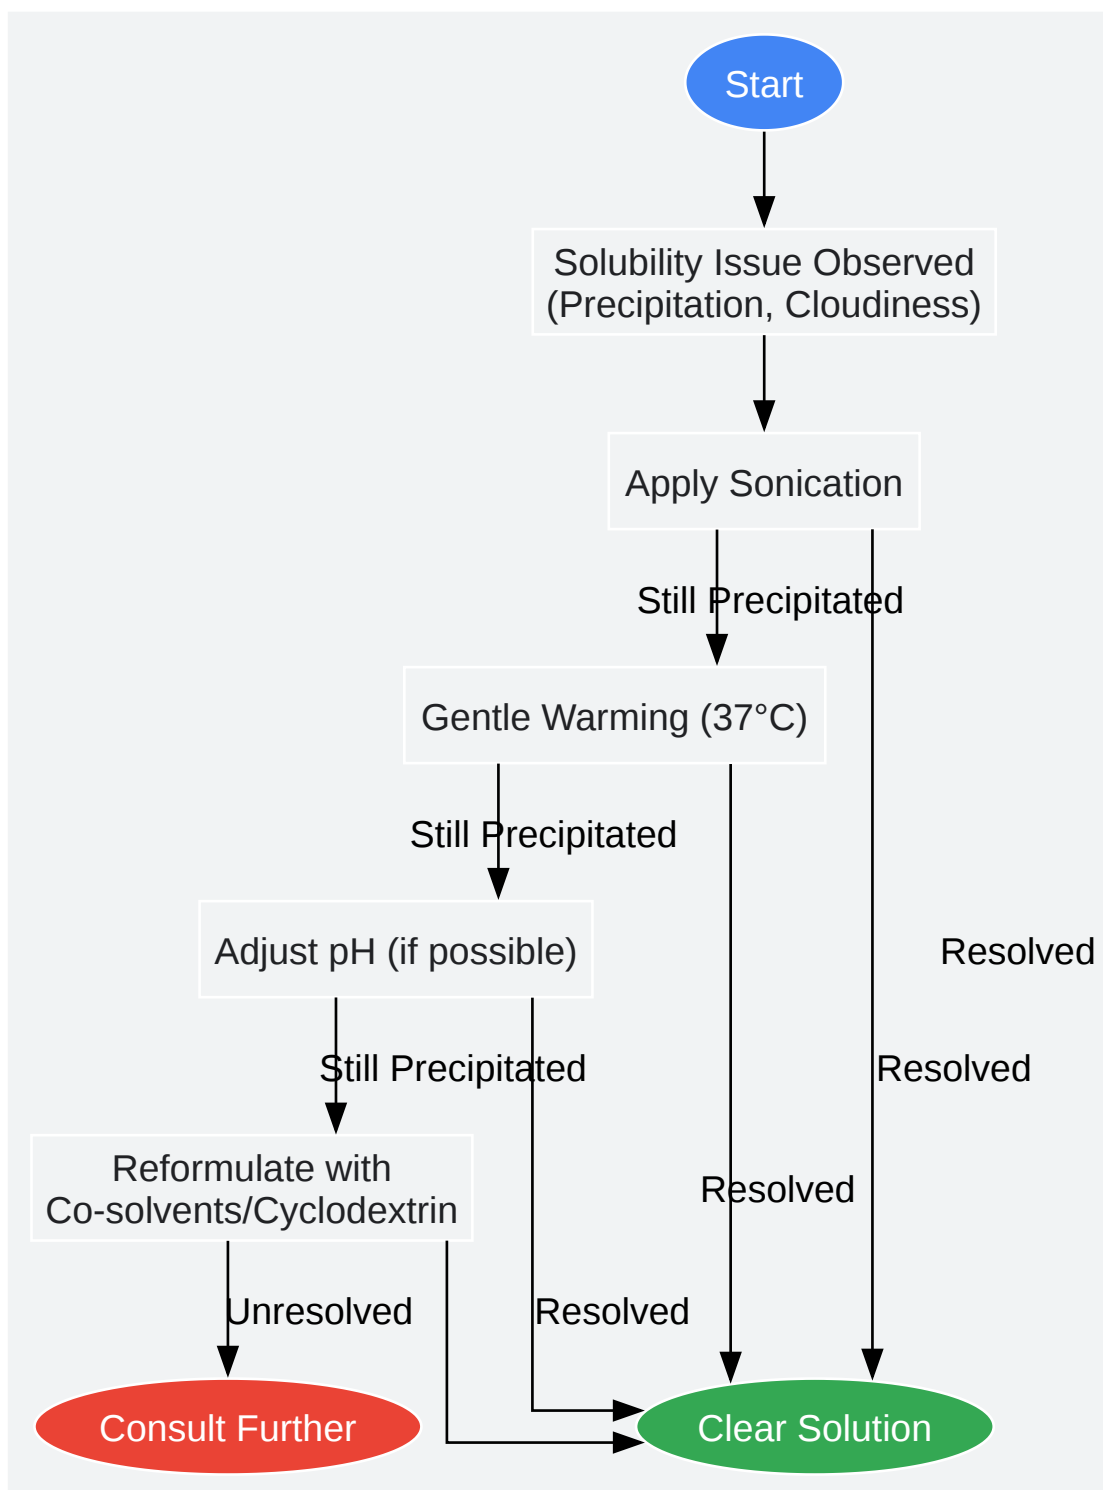 Start
Solubility Issue Observed
(Precipitation, Cloudiness)
Apply Sonication
Still Precipitated
Gentle Warming (37°C)
Still Precipitated
Adjust pH (if possible)
Resolved
Still Precipitated
Resolved
Reformulate with
Co-solvents/Cyclodextrin
Resolved
Unresolved
Resolved
Consult Further
Clear Solution